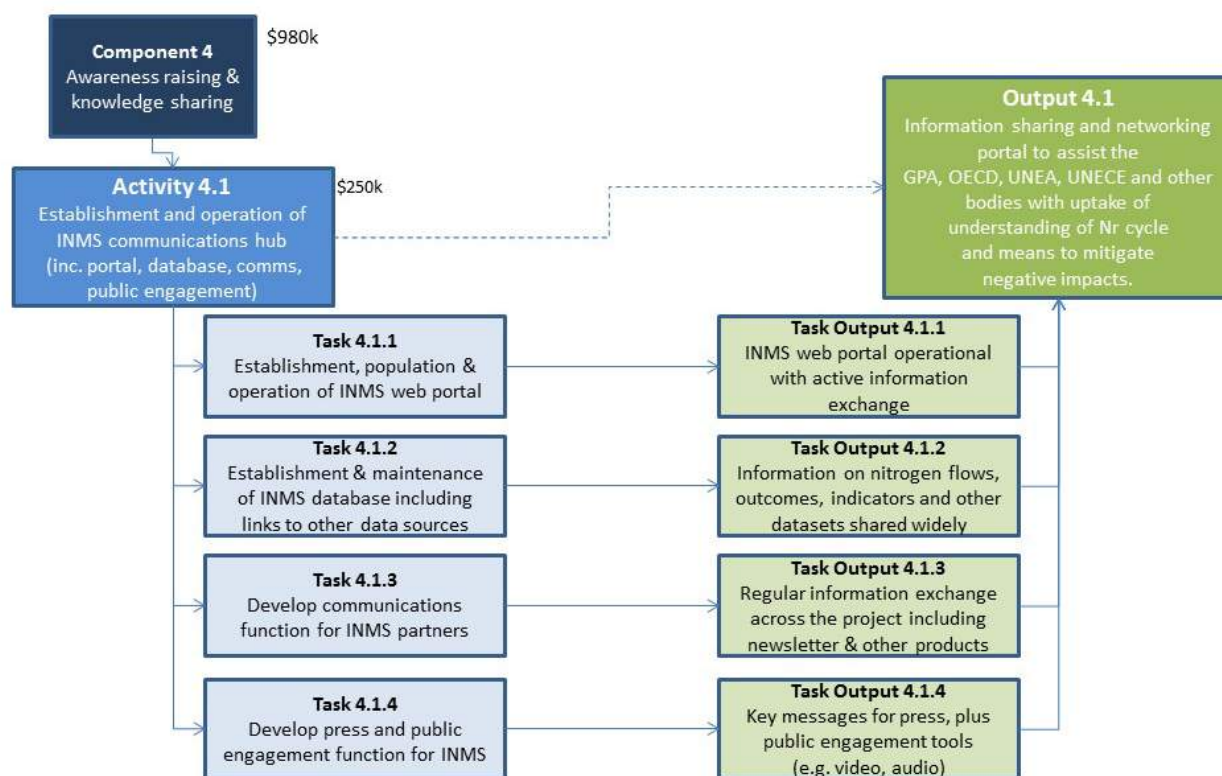 Component 4
Awareness raising &
knowledge sharing
$980k
Activity 4.1
Establishment and operation of
INMS communications hub
(inc. portal, database, comms,
public engagement)
$250k
Output 4.1
Information sharing and networking
portal to assist the
GPA, OECD, UNEA, UNECE and other
bodies with uptake of
understanding of Nr cycle
and means to mitigate
negative impacts.
Task 4.1.1
Establishment, population &
operation of INMS web portal
Task Output 4.1.1
INMS web portal operational
with active information
exchange
Task 4.1.2
Establishment & maintenance
of INMS database including
links to other data sources
Task Output 4.1.2
Information on nitrogen flows,
outcomes, indicators and other
datasets shared widely
Task 4.1.3
Develop communications
function for INMS partners
Task Output 4.1.3
Regular information exchange
across the project including
newsletter & other products
Task 4.1.4
Develop press and public
engagement function for INMS
Task Output 4.1.4
Key messages for press, plus
public engagement tools
(e.g. video, audio)